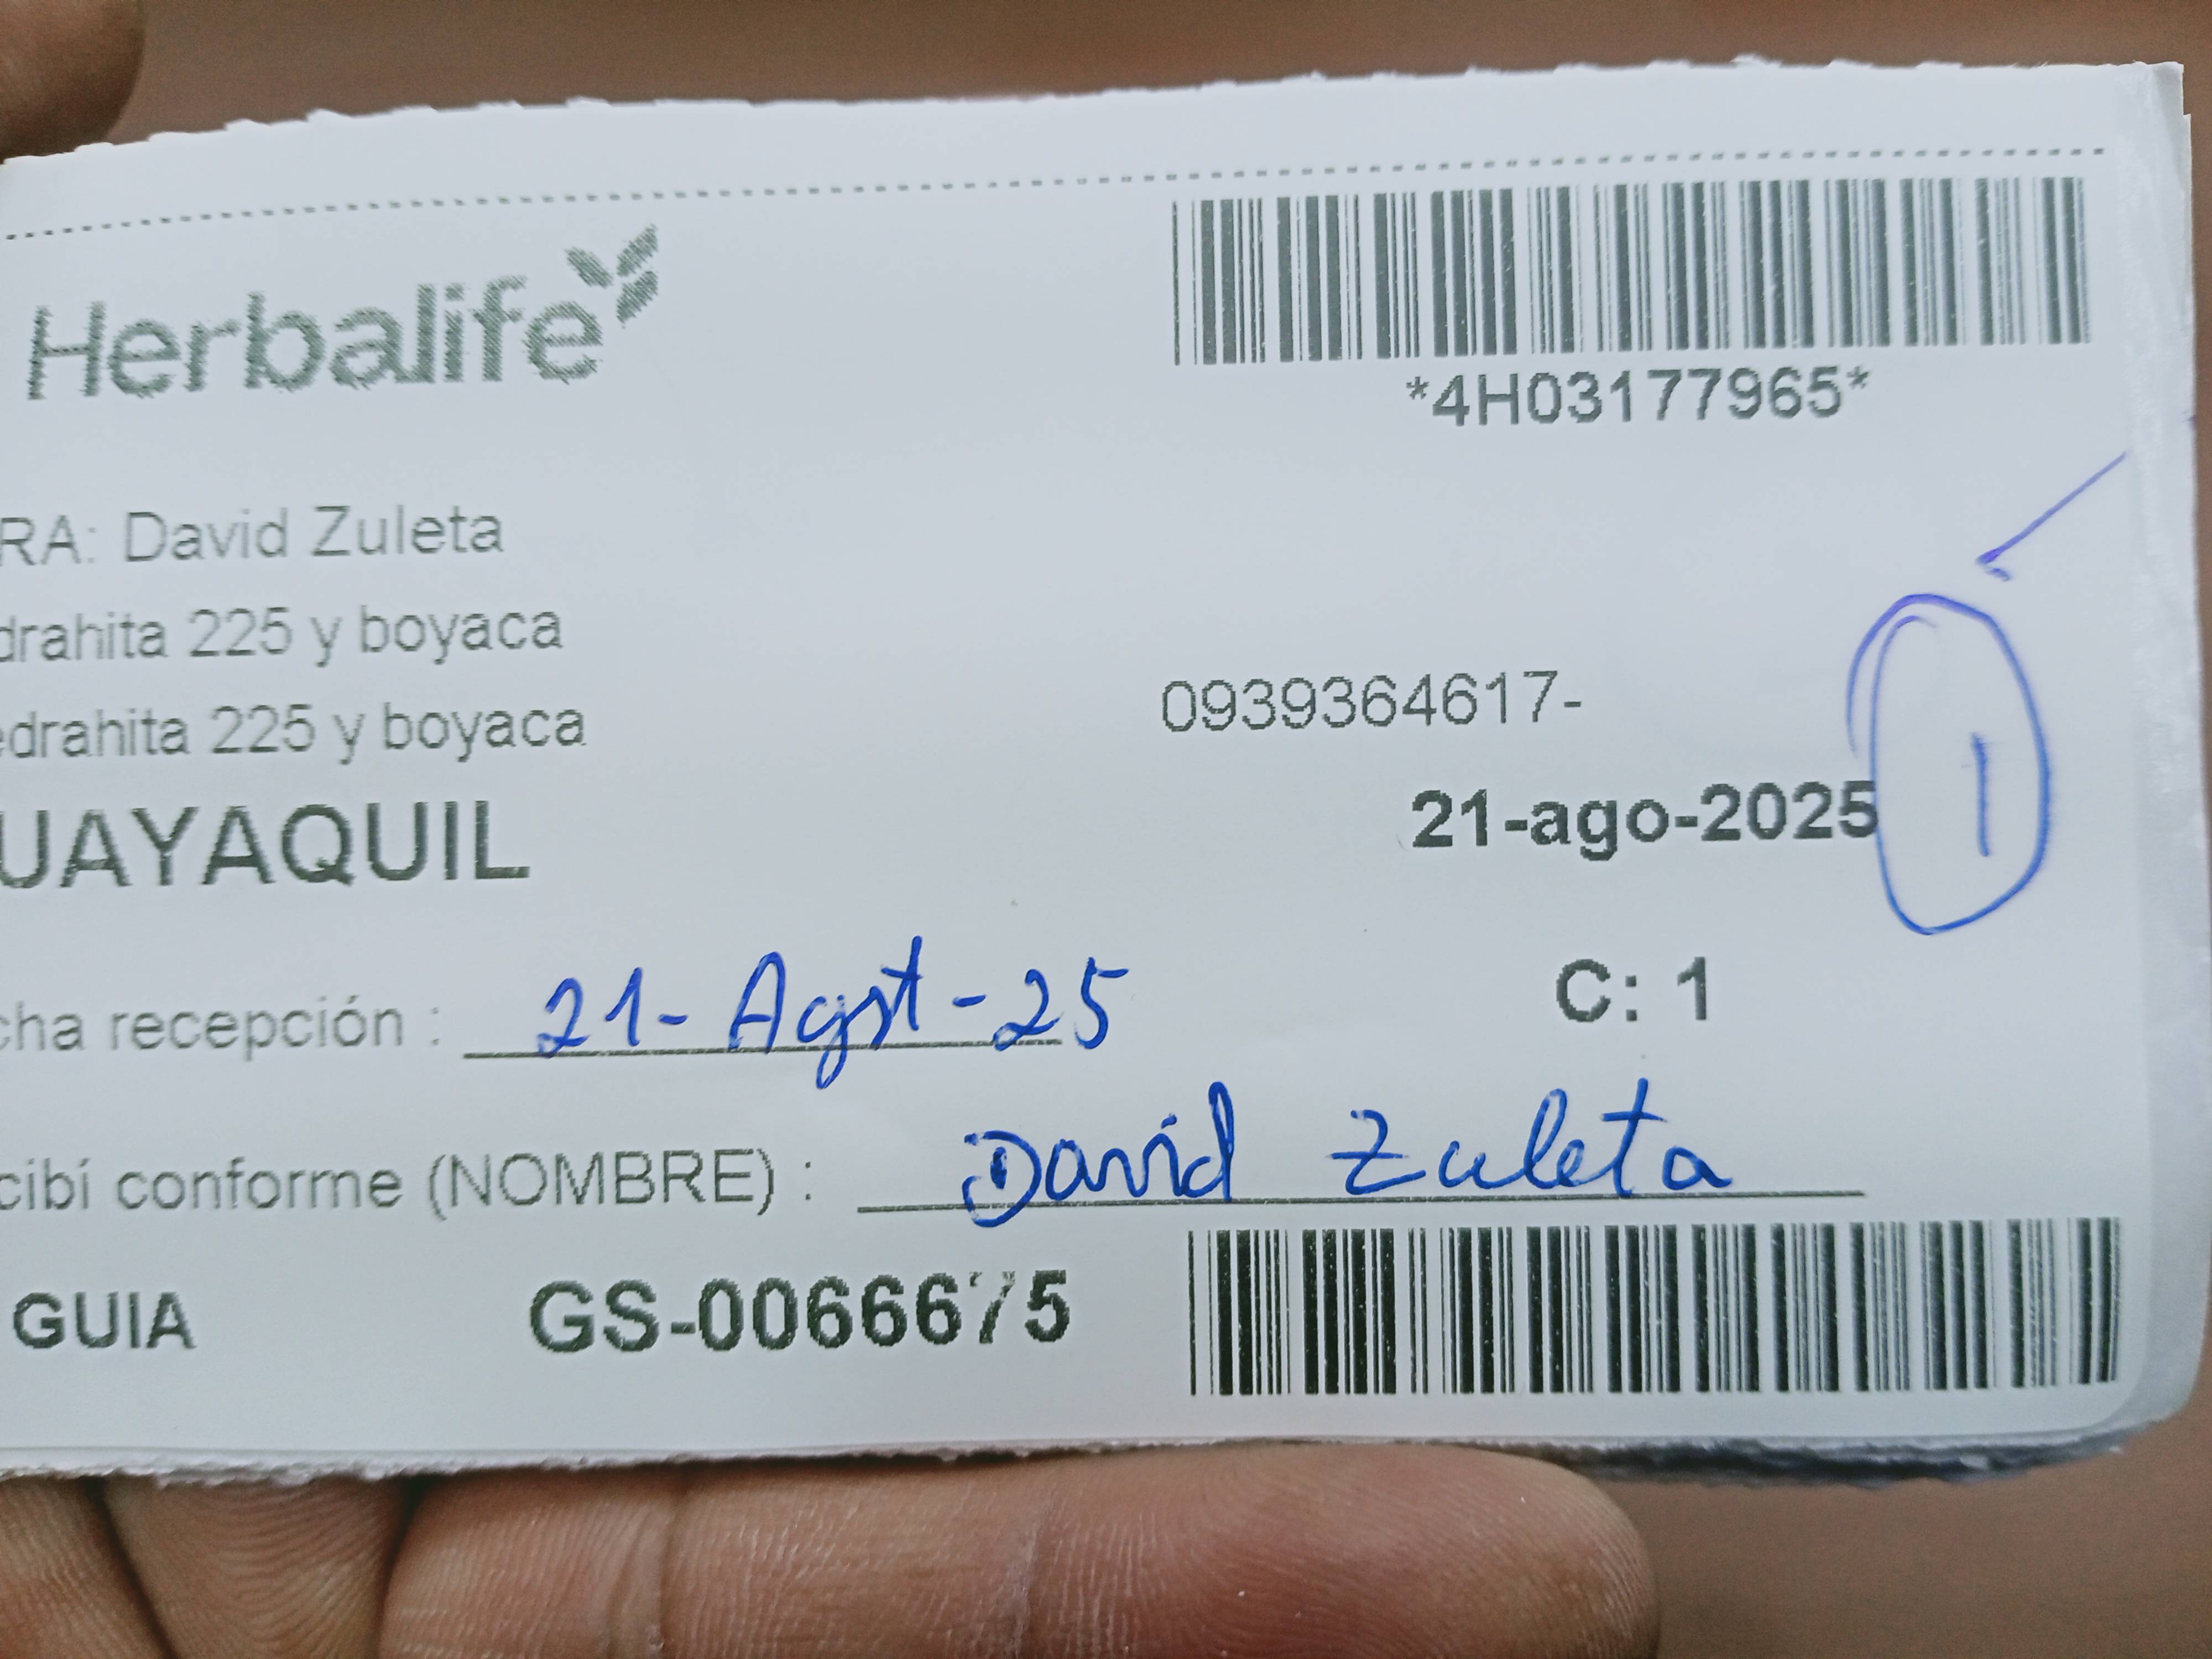 Herbalife
*4H03177965*
RA: David Zuleta
drahita 225 y boyaca
edrahita 225 y boyaca
0939364617-
UAYAQUIL
21-ago-2025
1
cha recepción : 21-Agst-25
C: 1
cibí conforme (NOMBRE) : David Zuleta
GUIA GS-0066675